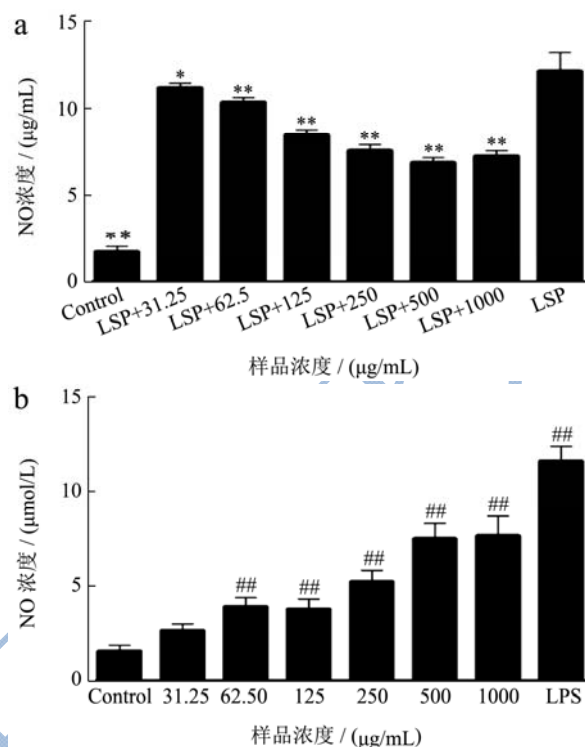 a
15
10
5
0
NO浓度 / (μg/mL)
* *
*
**
**
**
**
**
Control
LSP+31.25
LSP+62.5
LSP+125
LSP+250
LSP+500
LSP+1000
LSP
样品浓度 / (μg/mL)
b
15
10
5
0
NO 浓度 / (μmol/L)
##
##
##
##
##
##
Control 31.25 62.50 125 250 500 1000 LPS
样品浓度 / (μg/mL)